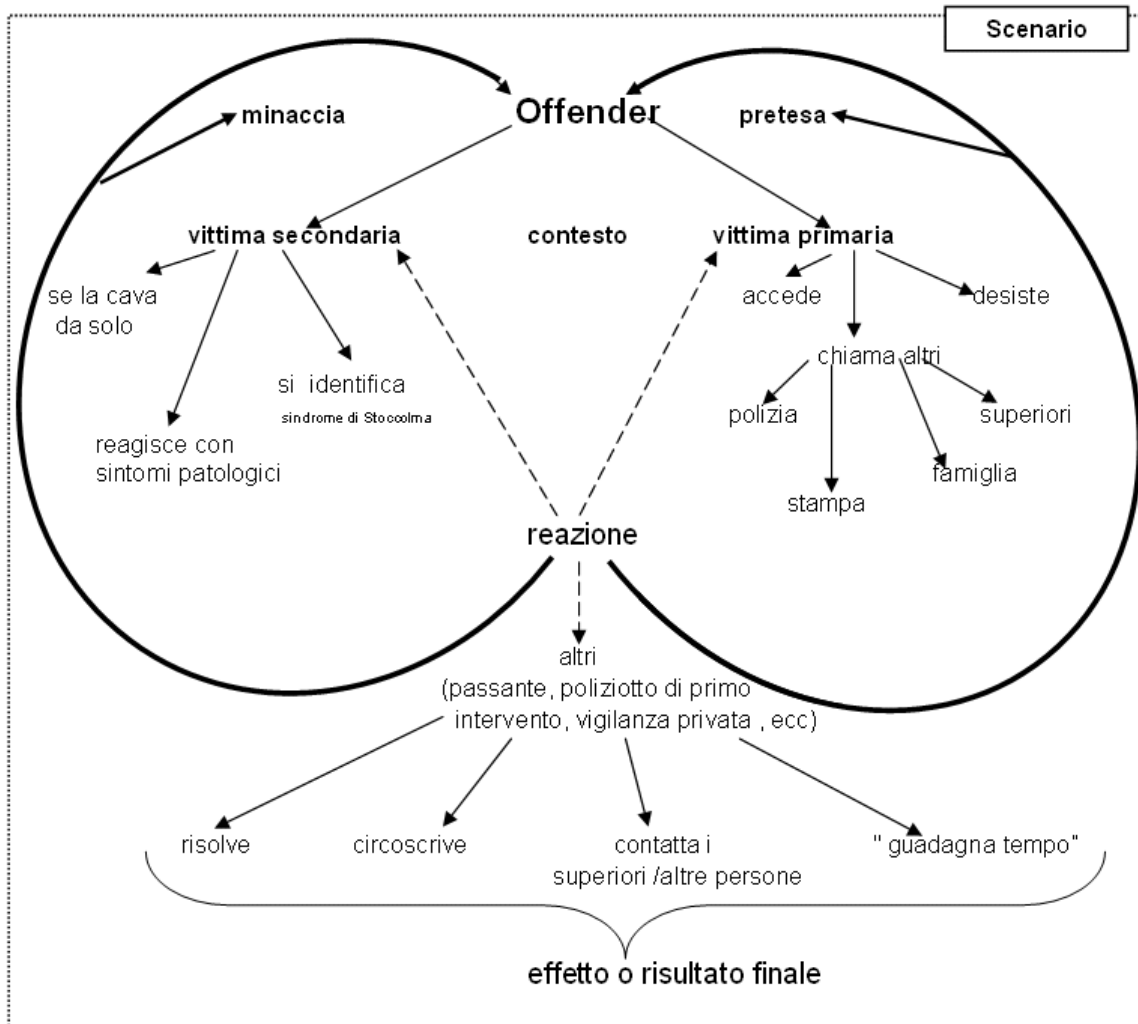 Scenario
Offender
minaccia
pretesa
vittima secondaria
contesto
vittima primaria
se la cava
da solo
accede
desiste
chiama altri
si identifica
sindrome di Stoccolma
polizia
superiori
reagisce con
sintomi patologici
famiglia
stampa
reazione
altri
(passante, poliziotto di primo
intervento, vigilanza privata , ecc)
risolve
circoscrive
contatta i
superiori /altre persone
" guadagna tempo"
effetto o risultato finale